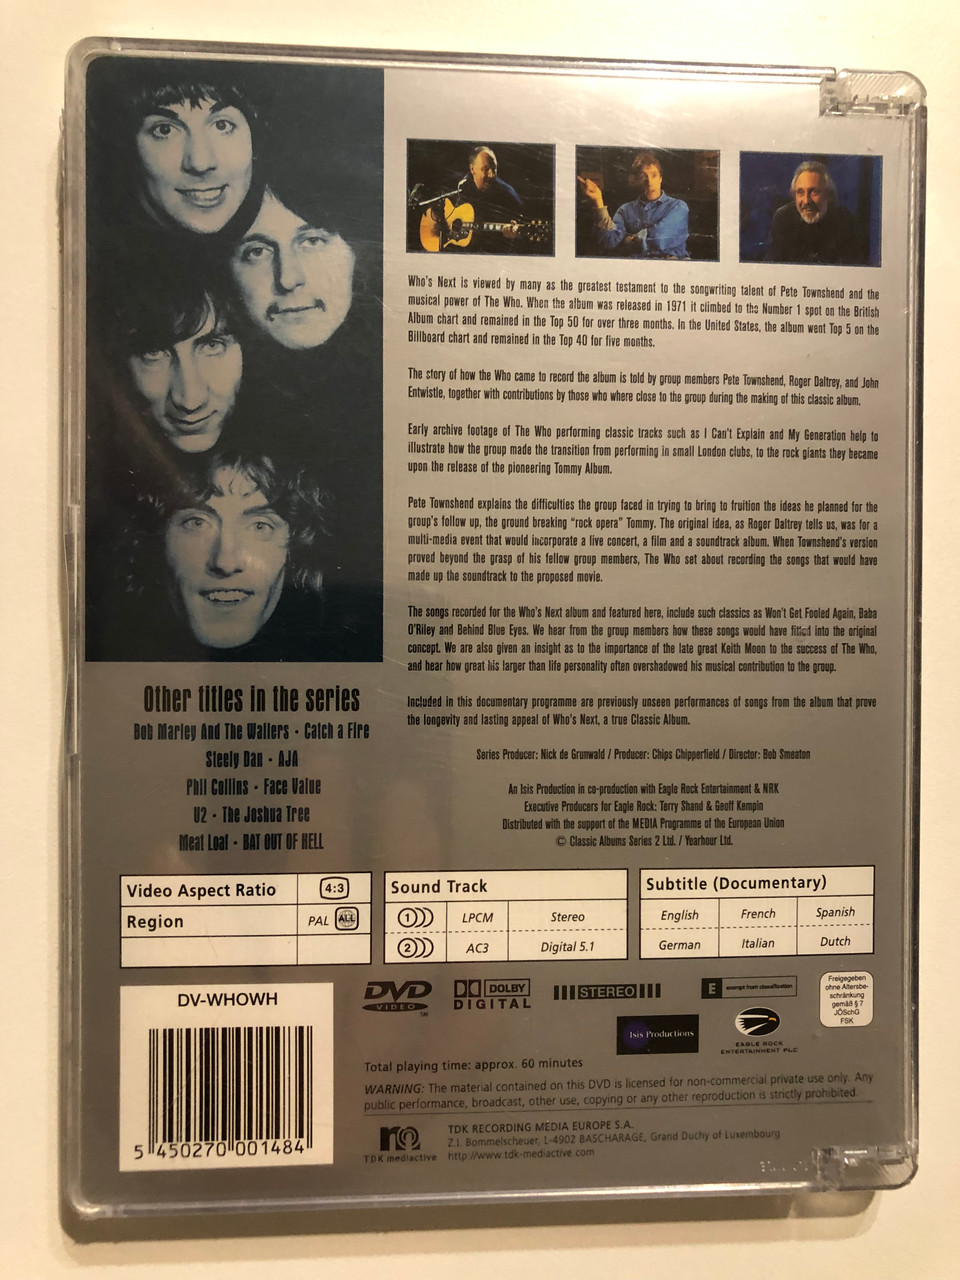 Who's Next is viewed by many as the greatest testament to the songwriting talent of Pete Townshend and the
musical power of The Who. When the album was released in 1971 it climbed to the Number 1 spot on the British
Album chart and remained in the Top 50 for over three months. In the United States, the album went Top 5 on the
Billboard chart and remained in the Top 40 for five months.
The story of how the Who came to record the album is told by group members Pete Townshend, Roger Daltrey, and John
Entwistle, together with contributions by those who where close to the group during the making of this classic album.
Early archive footage of The Who performing classic tracks such as I Can't Explain and My Generation help to
illustrate how the group made the transition from performing in small London clubs, to the rock giants they became
upon the release of the pioneering Tommy Album.
Pete Townshend explains the difficulties the group faced in trying to bring to fruition the ideas he planned for the
group's follow up, the ground breaking “rock opera” Tommy. The original idea, as Roger Daltrey tells us, was for a
multi-media event that would incorporate a live concert, a film and a soundtrack album. When Townshend's version
proved beyond the grasp of his fellow group members, The Who set about recording the songs that would have
made up the soundtrack to the proposed movie.
The songs recorded for the Who's Next album and featured here, include such classics as Won't Get Fooled Again, Baba
O'Riley and Behind Blue Eyes. We hear from the group members how these songs would have fitted into the original
concept. We are also given an insight as to the importance of the late great Keith Moon to the success of The Who,
and hear how great his larger than life personality often overshadowed his musical contribution to the group.
Included in this documentary programme are previously unseen performances of songs from the album that prove
the longevity and lasting appeal of Who's Next, a true Classic Album.
Series Producer: Nick de Grunwald / Producer: Chips Chipperfield / Director: Bob Smeaton
An Isis Production in co-production with Eagle Rock Entertainment & NRK
Executive Producers for Eagle Rock: Terry Shand & Geoff Kempin
Distributed with the support of the MEDIA Programme of the European Union
© Classic Albums Series 2 Ltd. / Yearhour Ltd.
Other titles in the series
Bob Marley And The Wailers - Catch a Fire
Steely Dan - AJA
Phil Collins - Face Value
U2 - The Joshua Tree
Meat Loaf - BAT OUT OF HELL
Video Aspect Ratio 4:3
Region PAL ALL
Sound Track
1 LPCM Stereo
2 AC3 Digital 5.1
Subtitle (Documentary)
English French Spanish
German Italian Dutch
DV-WHOWH
5 450270 001484
DVD VIDEO
DOLBY DIGITAL
STEREO
E exempt from classification
Freigegeben
ohne Altersbe-
schränkung
gemäß § 7
JÖSchG
FSK
Isis Productions
EAGLE ROCK
ENTERTAINMENT PLC
Total playing time: approx. 60 minutes
WARNING: The material contained on this DVD is licensed for non-commercial private use only. Any
public performance, broadcast, other use, copying or any other reproduction is strictly prohibited.
TDK mediactive
TDK RECORDING MEDIA EUROPE S.A.
Z.I. Bommelscheuer, L-4902 BASCHARAGE, Grand Duchy of Luxembourg
http://www.tdk-mediactive.com